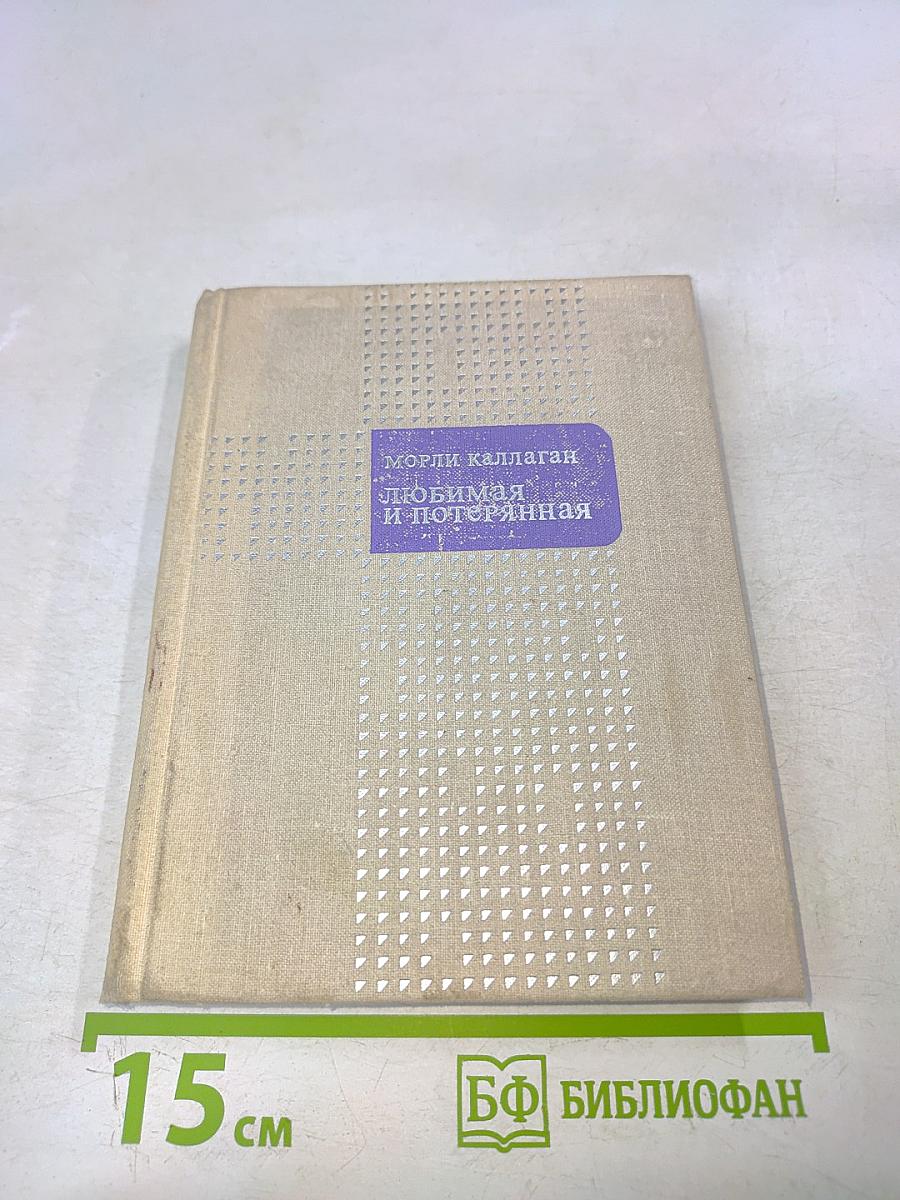 морли каллаган
любимая
и потерянная
15 см
БФ БИБЛИОФАН